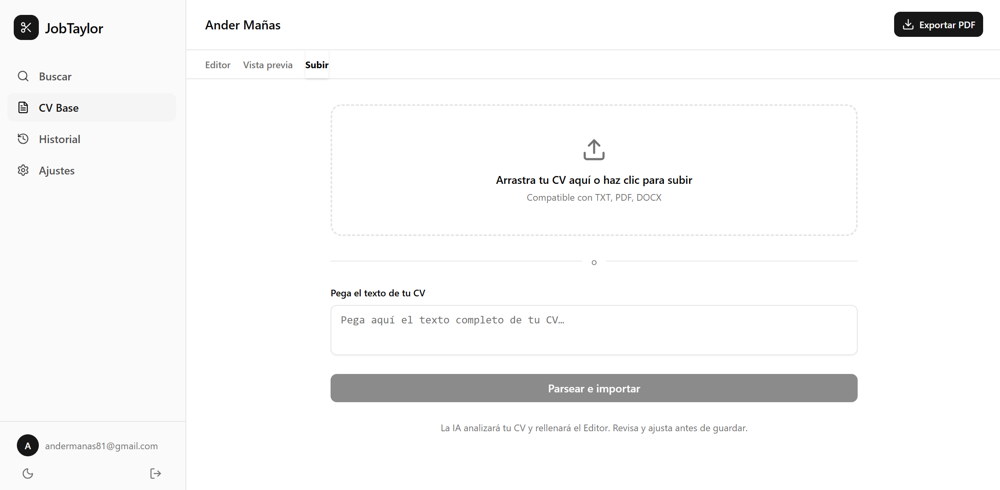 JobTaylor
Buscar
CV Base
Historial
Ajustes
A
andermanas81@gmail.com
Ander Mañas
Exportar PDF
Editor
Vista previa
Subir
Arrastra tu CV aquí o haz clic para subir
Compatible con TXT, PDF, DOCX
o
Pega el texto de tu CV
Pega aquí el texto completo de tu CV…
Parsear e importar
La IA analizará tu CV y rellenará el Editor. Revisa y ajusta antes de guardar.